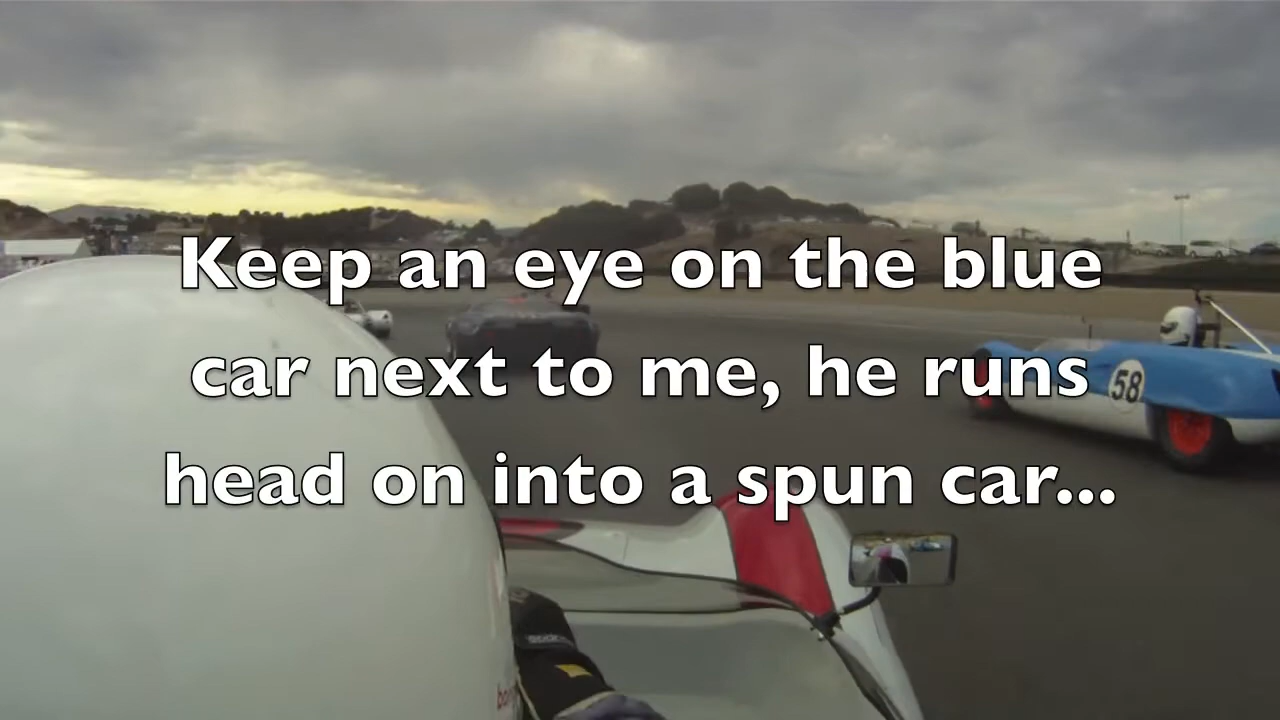 Keep an eye on the blue
car next to me, he runs
head on into a spun car...
58